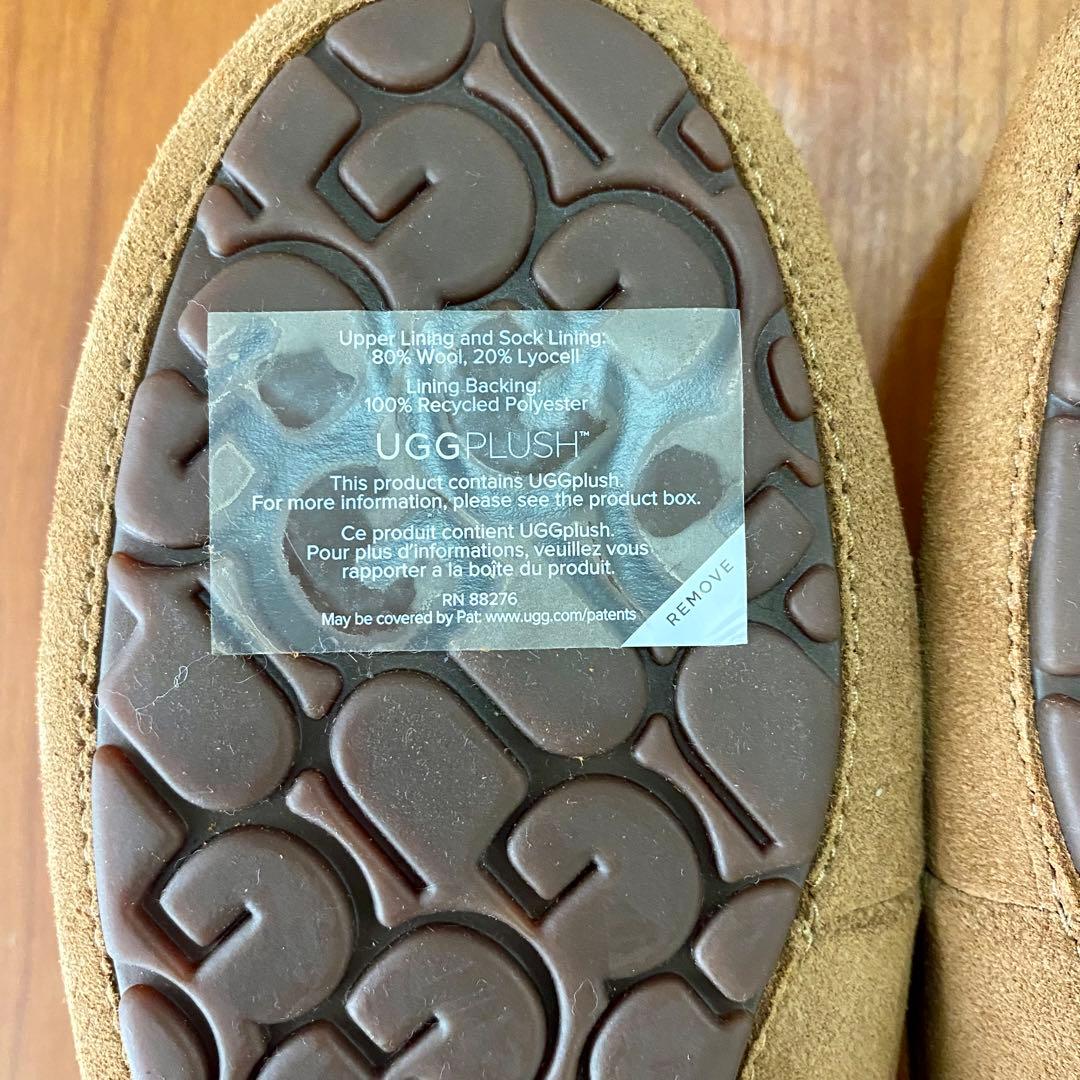 Upper Lining and Sock Lining:
80% Wool, 20% Lyocell
Lining Backing:
100% Recycled Polyester
UGGPLUSH™
This product contains UGGplush.
For more information, please see the product box.
Ce produit contient UGGplush.
Pour plus d'informations, veuillez vous
rapporter a la boîte du produit.
RN 88276
May be covered by Pat: www.ugg.com/patents
REMOVE